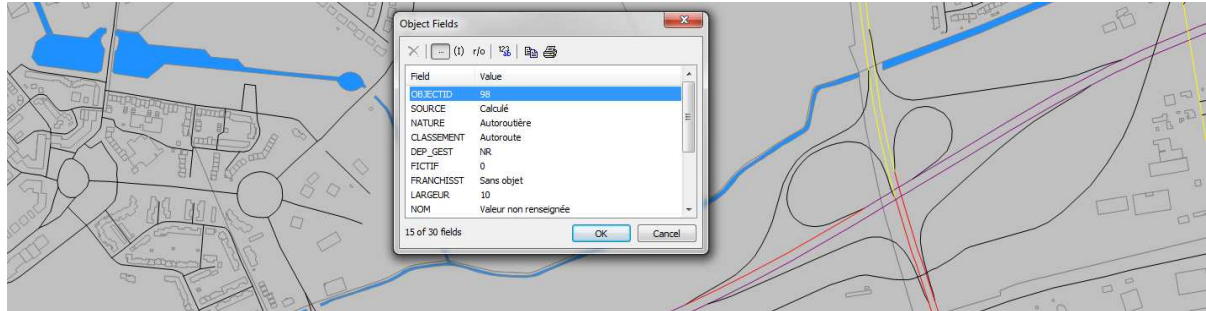 Object Fields
(I) r/o
Field Value
OBJECTID 98
SOURCE Calculé
NATURE Autoroutière
CLASSEMENT Autoroute
DEP_GEST NR
FICTIF 0
FRANCHISST Sans objet
LARGEUR 10
NOM Valeur non renseignée
15 of 30 fields OK Cancel